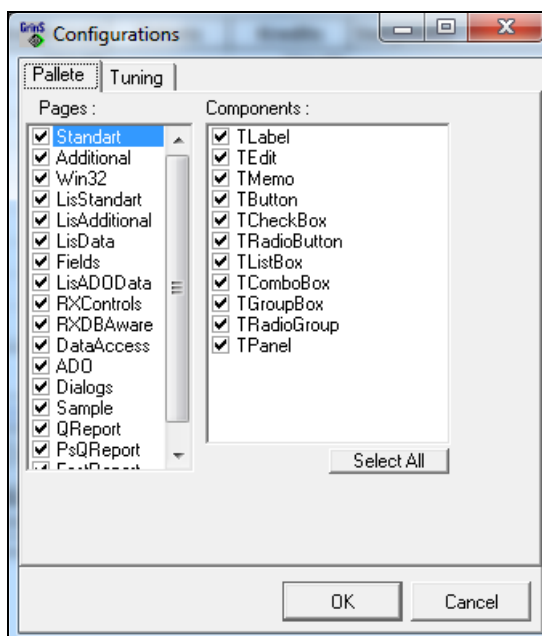 GrinS
Configurations
Pallete
Tuning
Pages :
Standart
Additional
Win32
LisStandart
LisAdditional
LisData
Fields
LisADOData
RXControls
RXDBAware
DataAccess
ADO
Dialogs
Sample
QReport
PsQReport
Components :
TLabel
TEdit
TMemo
TButton
TCheckBox
TRadioButton
TListBox
TComboBox
TGroupBox
TRadioGroup
TPanel
Select All
OK
Cancel